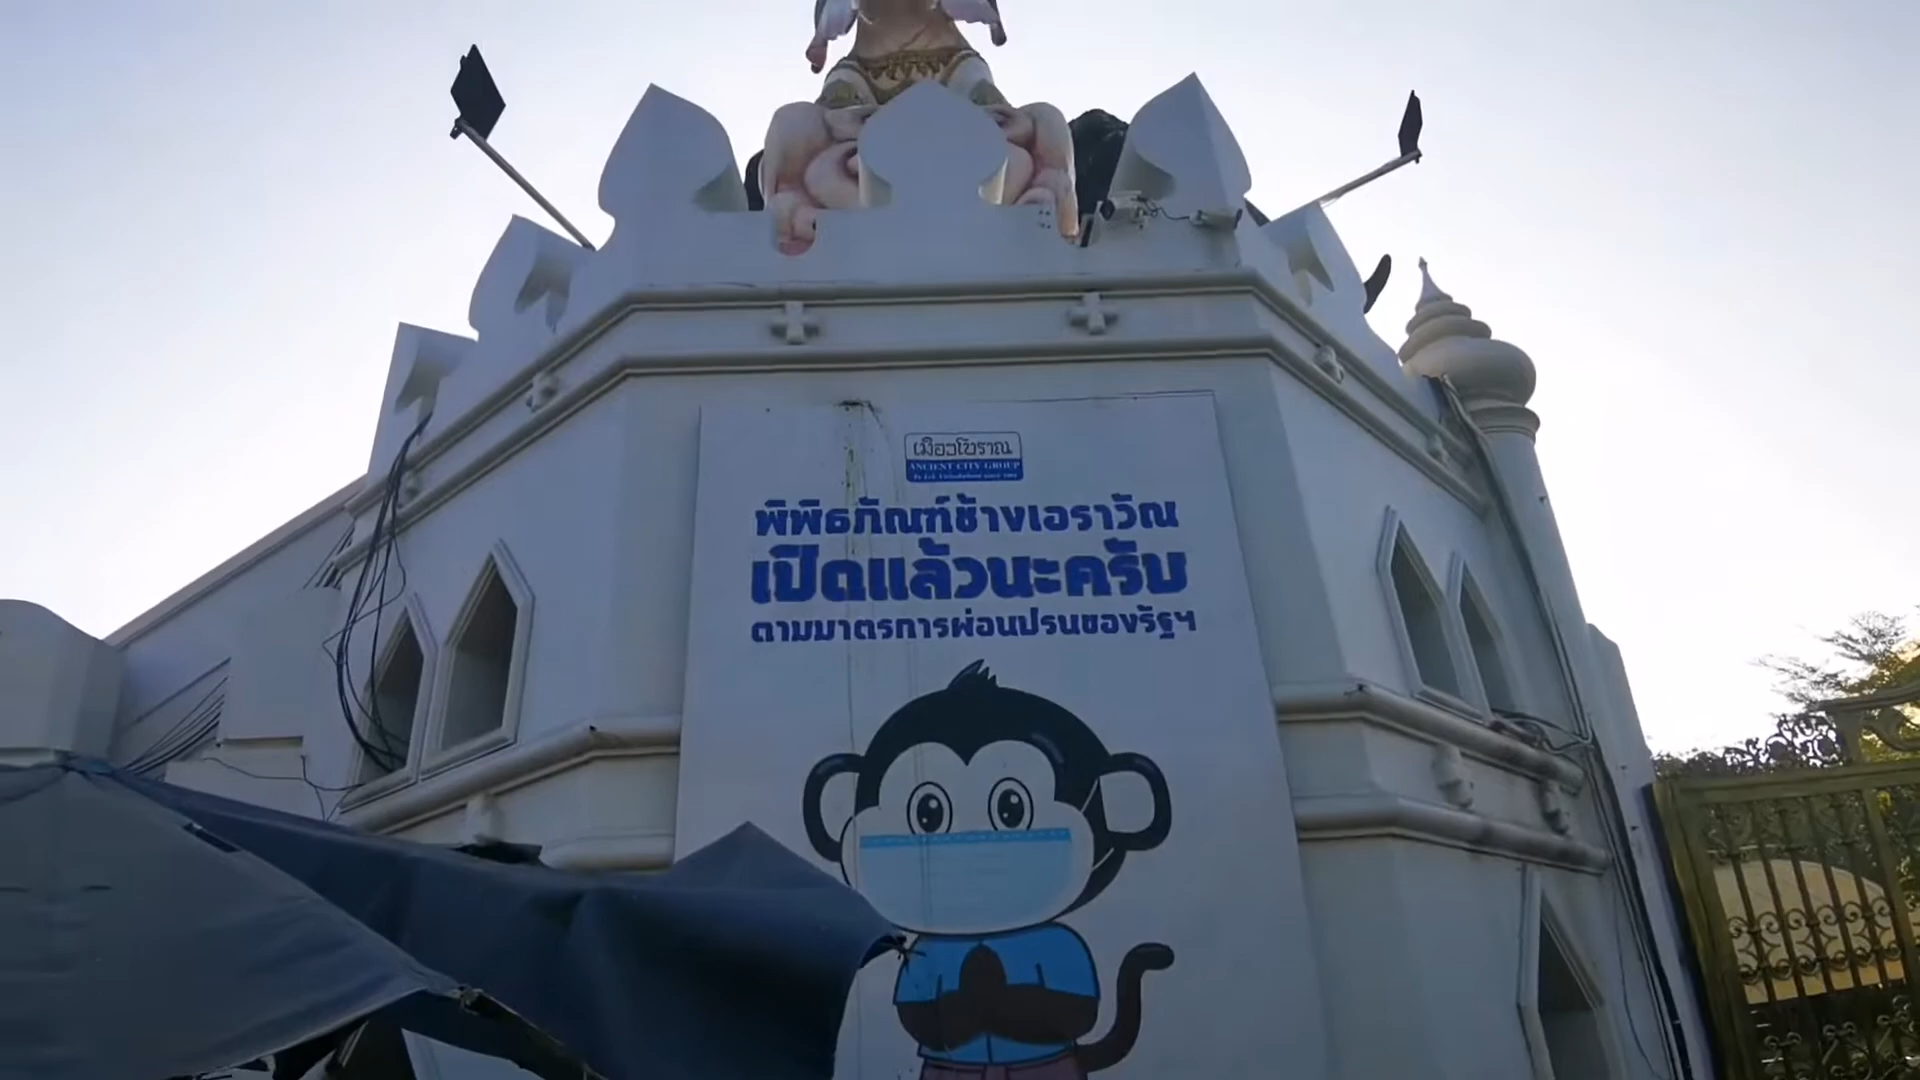 เมืองโบราณ
ANCIENT CITY GROUP
พิพิธภัณฑ์ช้างเอราวัณ
เปิดแล้วนะครับ
ตามมาตรการผ่อนปรนของรัฐฯ